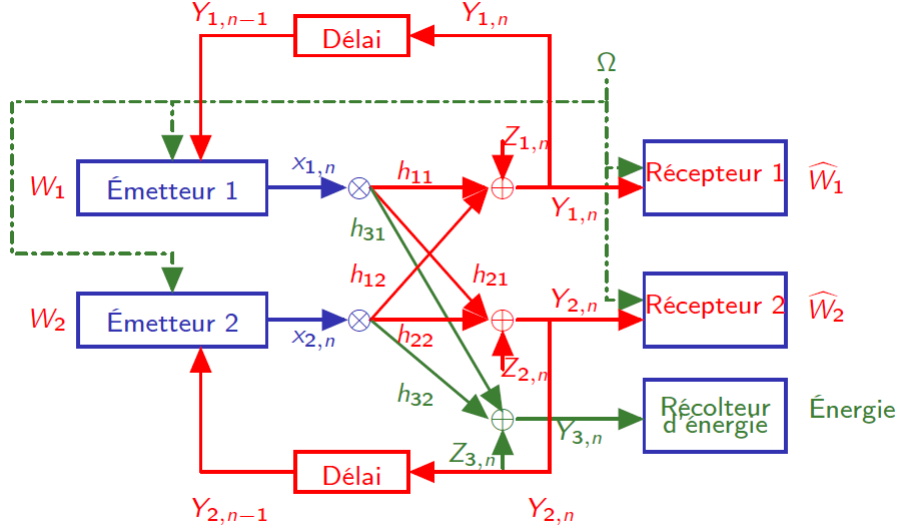 Y1,n−1
Délai
Y1,n
Ω
W1
Émetteur 1
x1,n
h11
Z1,n
Récepteur 1
Ŵ1
Y1,n
h31
h12
h21
W2
Émetteur 2
x2,n
h22
Y2,n
Récepteur 2
Ŵ2
Z2,n
h32
Récolteur
d'énergie
Énergie
Y3,n
Z3,n
Délai
Y2,n−1
Y2,n